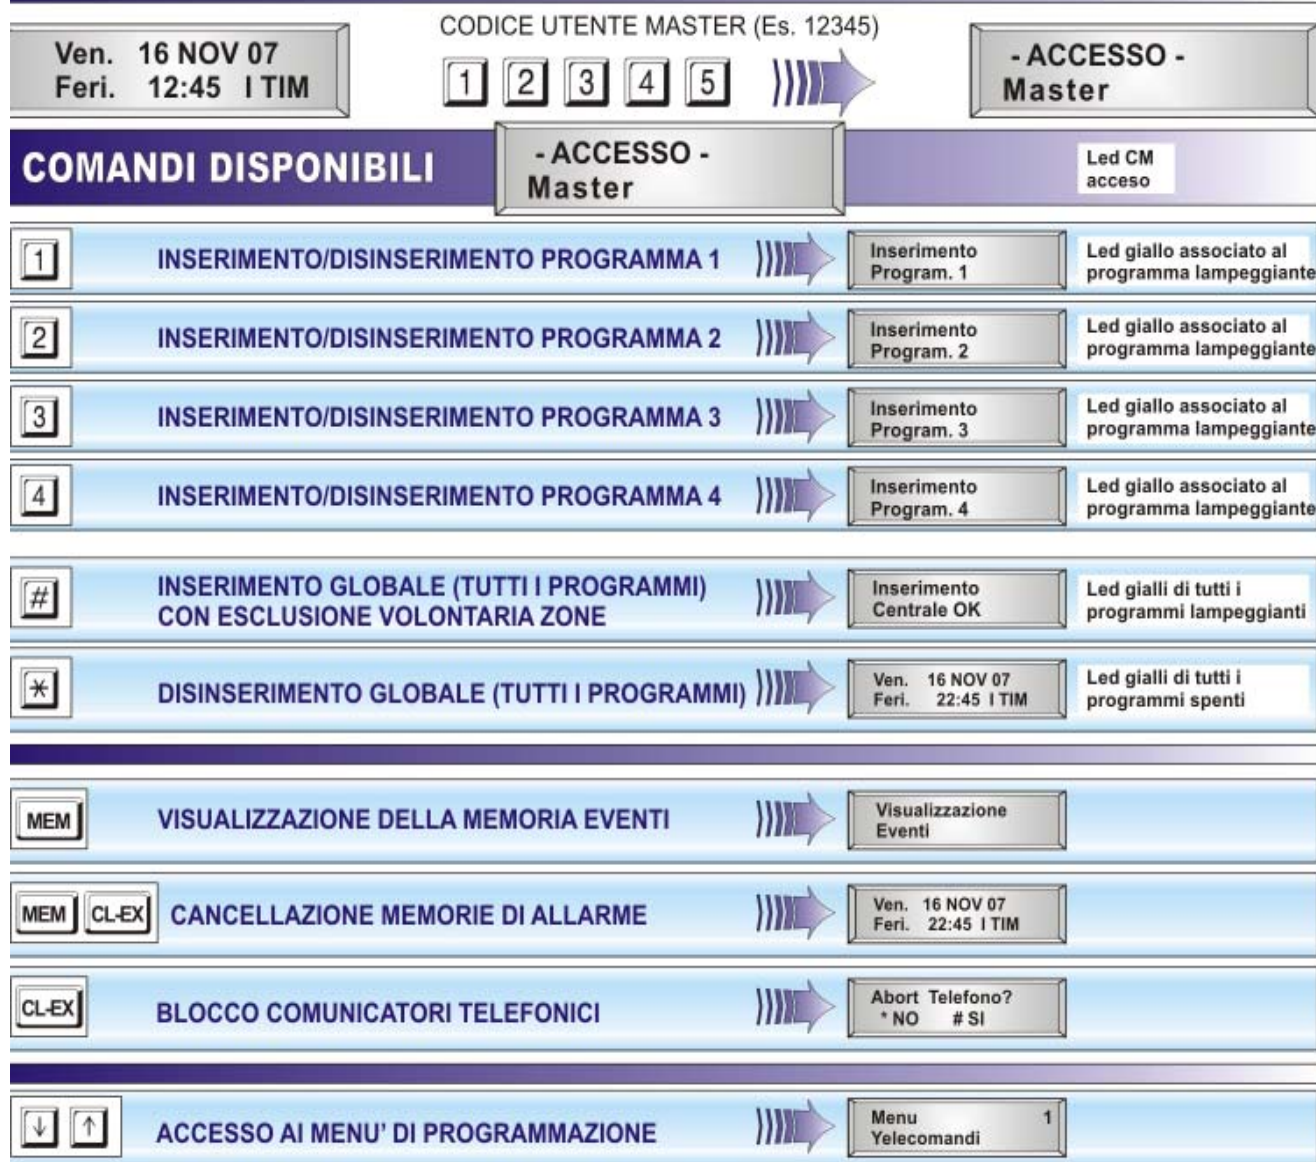 CODICE UTENTE MASTER (Es. 12345)
Ven. 16 NOV 07
Feri. 12:45 I TIM
1 2 3 4 5
- ACCESSO -
Master
COMANDI DISPONIBILI
- ACCESSO -
Master
Led CM
acceso
1
INSERIMENTO/DISINSERIMENTO PROGRAMMA 1
Inserimento
Program. 1
Led giallo associato al
programma lampeggiante
2
INSERIMENTO/DISINSERIMENTO PROGRAMMA 2
Inserimento
Program. 2
Led giallo associato al
programma lampeggiante
3
INSERIMENTO/DISINSERIMENTO PROGRAMMA 3
Inserimento
Program. 3
Led giallo associato al
programma lampeggiante
4
INSERIMENTO/DISINSERIMENTO PROGRAMMA 4
Inserimento
Program. 4
Led giallo associato al
programma lampeggiante
#
INSERIMENTO GLOBALE (TUTTI I PROGRAMMI)
CON ESCLUSIONE VOLONTARIA ZONE
Inserimento
Centrale OK
Led gialli di tutti i
programmi lampeggianti
*
DISINSERIMENTO GLOBALE (TUTTI I PROGRAMMI)
Ven. 16 NOV 07
Feri. 22:45 I TIM
Led gialli di tutti i
programmi spenti
MEM
VISUALIZZAZIONE DELLA MEMORIA EVENTI
Visualizzazione
Eventi
MEM CL-EX
CANCELLAZIONE MEMORIE DI ALLARME
Ven. 16 NOV 07
Feri. 22:45 I TIM
CL-EX
BLOCCO COMUNICATORI TELEFONICI
Abort Telefono?
* NO # SI
↓ ↑
ACCESSO AI MENU' DI PROGRAMMAZIONE
Menu 1
Yelecomandi